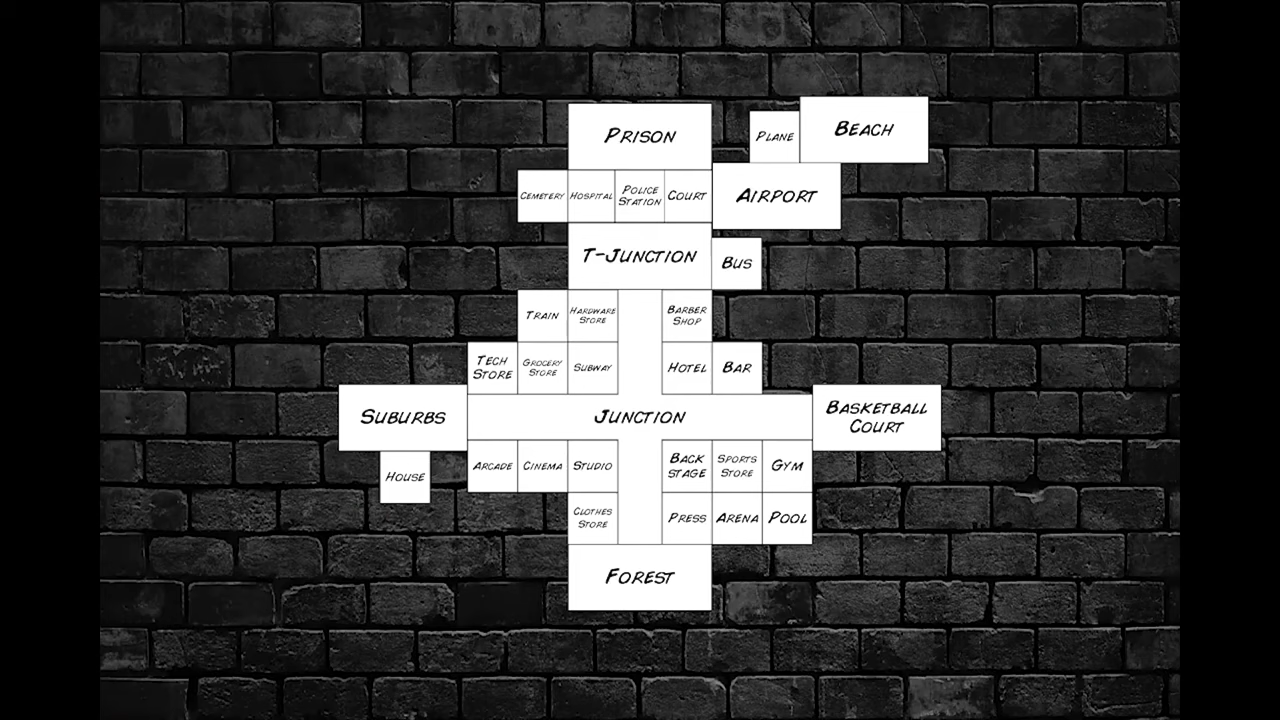 PRISON
PLANE
BEACH
CEMETERY
HOSPITAL
POLICE
STATION
COURT
AIRPORT
T-JUNCTION
BUS
TRAIN
HARDWARE
STORE
BARBER
SHOP
TECH
STORE
GROCERY
STORE
SUBWAY
HOTEL
BAR
SUBURBS
JUNCTION
BASKETBALL
COURT
HOUSE
ARCADE
CINEMA
STUDIO
BACK
STAGE
SPORTS
STORE
GYM
CLOTHES
STORE
PRESS
ARENA
POOL
FOREST